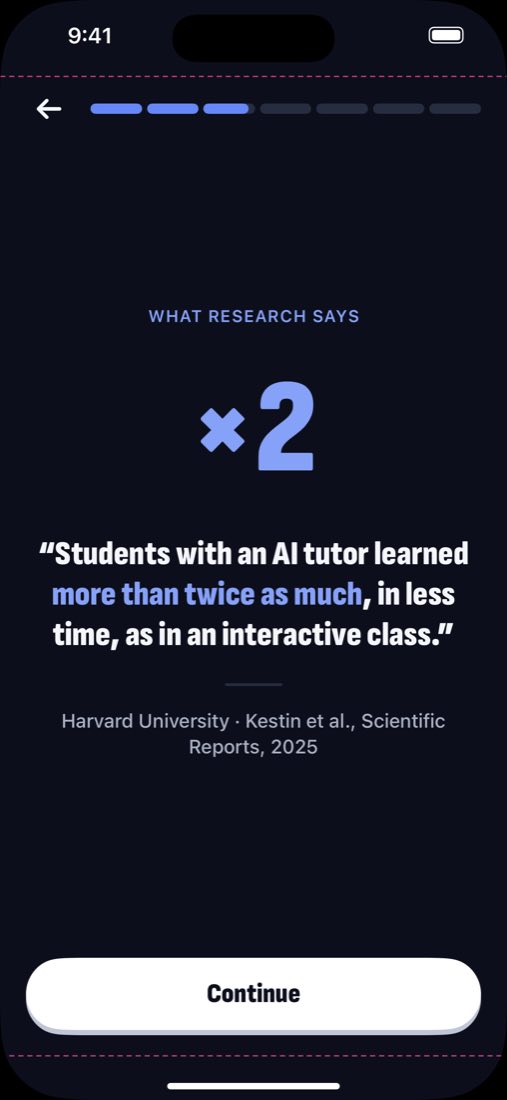 9:41
WHAT RESEARCH SAYS
×2
“Students with an AI tutor learned
more than twice as much, in less
time, as in an interactive class.”
Harvard University · Kestin et al., Scientific
Reports, 2025
Continue